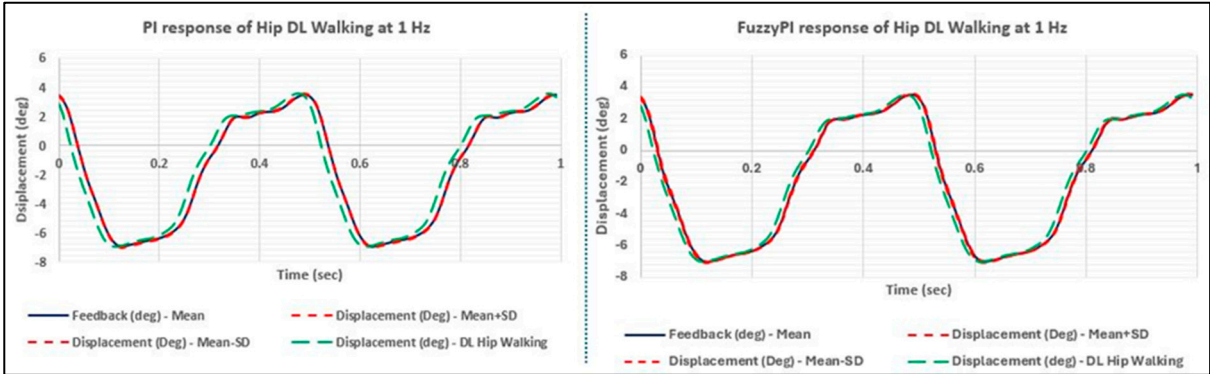 PI response of Hip DL Walking at 1 Hz
6
4
2
0
-2
-4
-6
-8
0
0.2
0.4
0.6
0.8
1
Dsiplacement (deg)
Time (sec)
Feedback (deg) - Mean
Displacement (Deg) - Mean+SD
Displacement (Deg) - Mean-SD
Displacement (deg) - DL Hip Walking
FuzzyPI response of Hip DL Walking at 1 Hz
6
4
2
0
-2
-4
-6
-8
0
0.2
0.4
0.6
0.8
1
Displacement (deg)
Time (sec)
Feedback (deg) - Mean
Displacement (Deg) - Mean+SD
Displacement (Deg) - Mean-SD
Displacement (deg) - DL Hip Walking